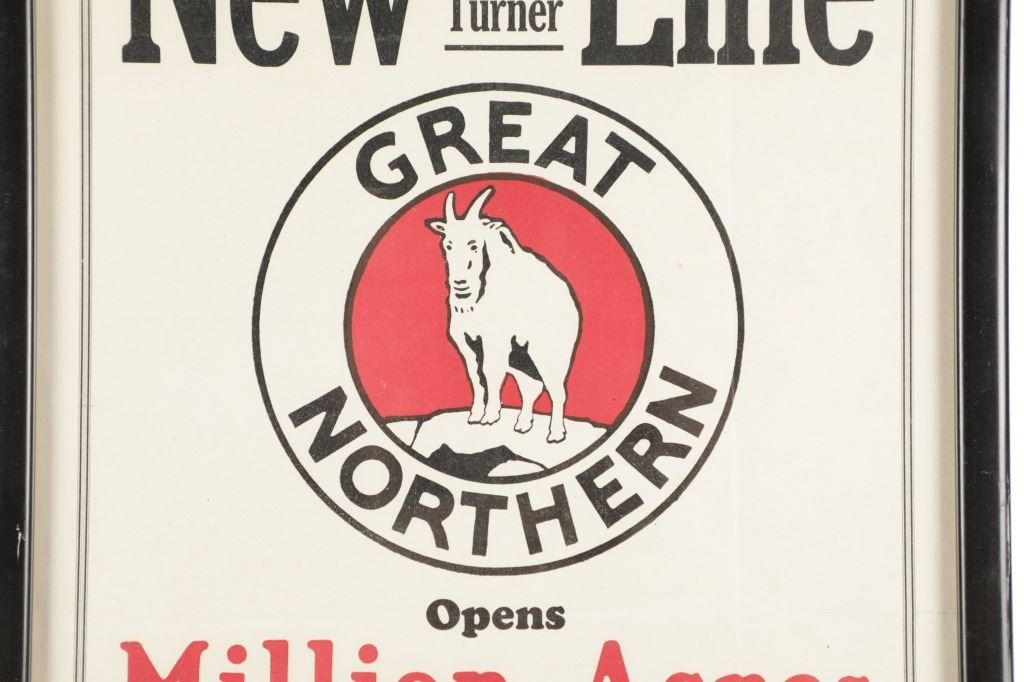 New Turner Line
GREAT
NORTHERN
Opens
Million Acres